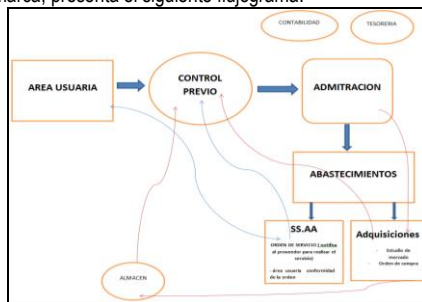 marca, presenta el siguiente flujograma:
CONTABILIDAD
TESORERIA
AREA USUARIA
CONTROL
PREVIO
ADMITRACION
ABASTECIMIENTOS
SS.AA
ORDEN DE SERVICIO ( notifica
al proveedor para realizar el
servicio)
- área usuaria conformidad
de la orden
Adquisiciones
- Estudio de
mercado
- Orden de compra
ALMACEN